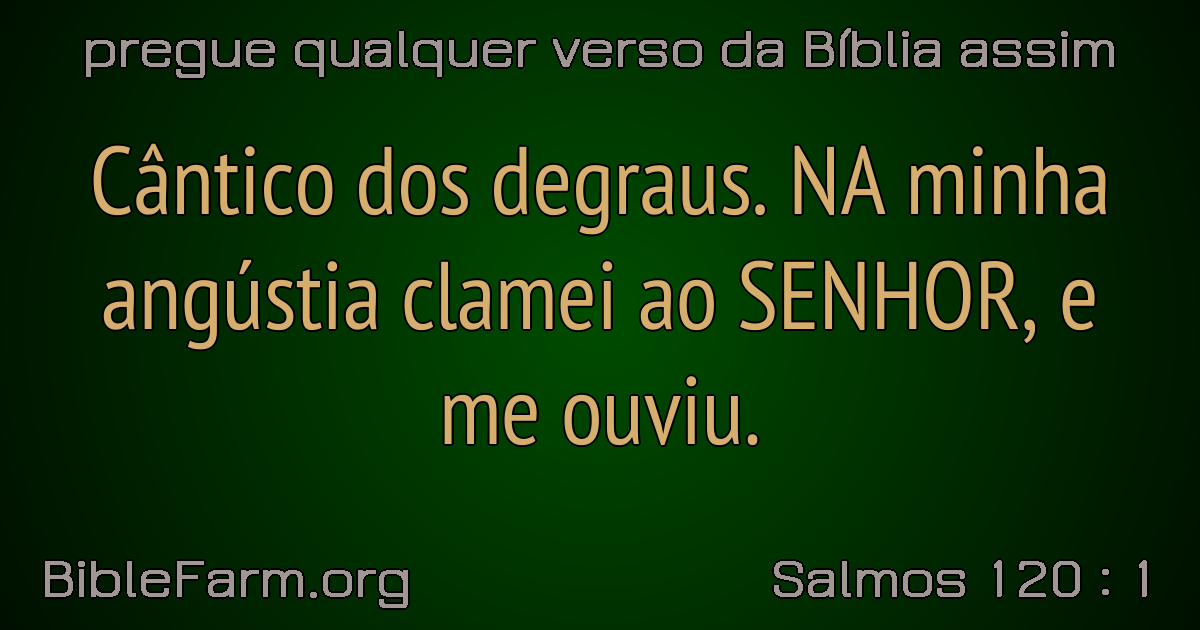 pregue qualquer verso da Bíblia assim
Cântico dos degraus. NA minha
angústia clamei ao SENHOR, e
me ouviu.
BibleFarm.org
Salmos 120 : 1